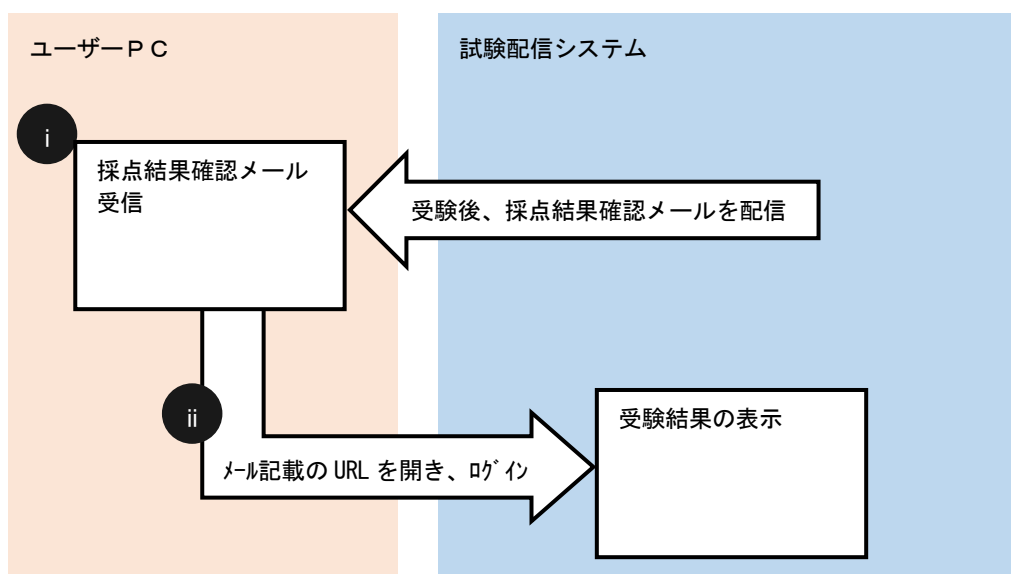 ユーザーＰＣ
試験配信システム
i
採点結果確認メール
受信
受験後、採点結果確認メールを配信
ii
受験結果の表示
ﾒｰﾙ記載の URL を開き、ﾛｸﾞｲﾝ